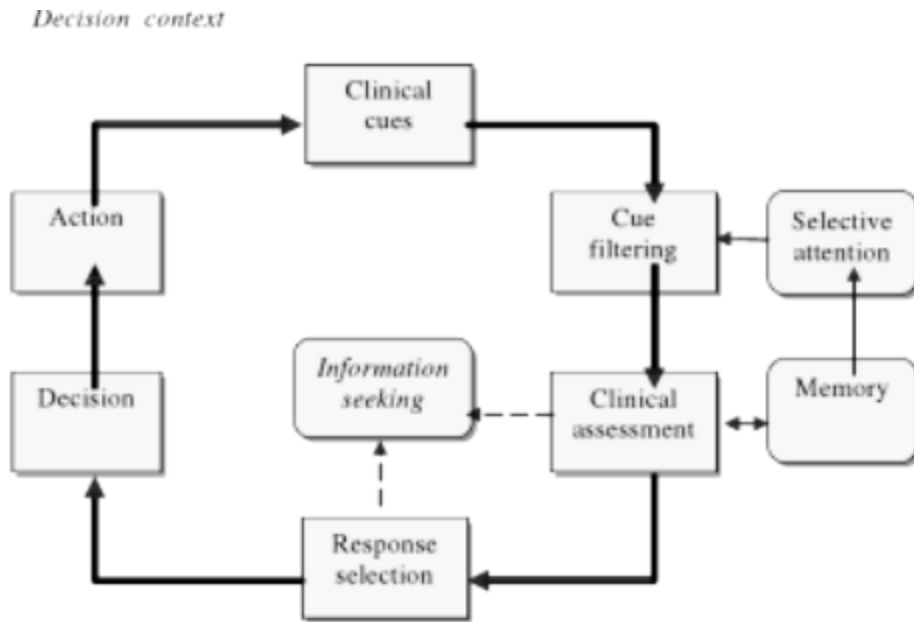 Decision context
Clinical
cues
Action
Cue
filtering
Selective
attention
Information
seeking
Decision
Clinical
assessment
Memory
Response
selection